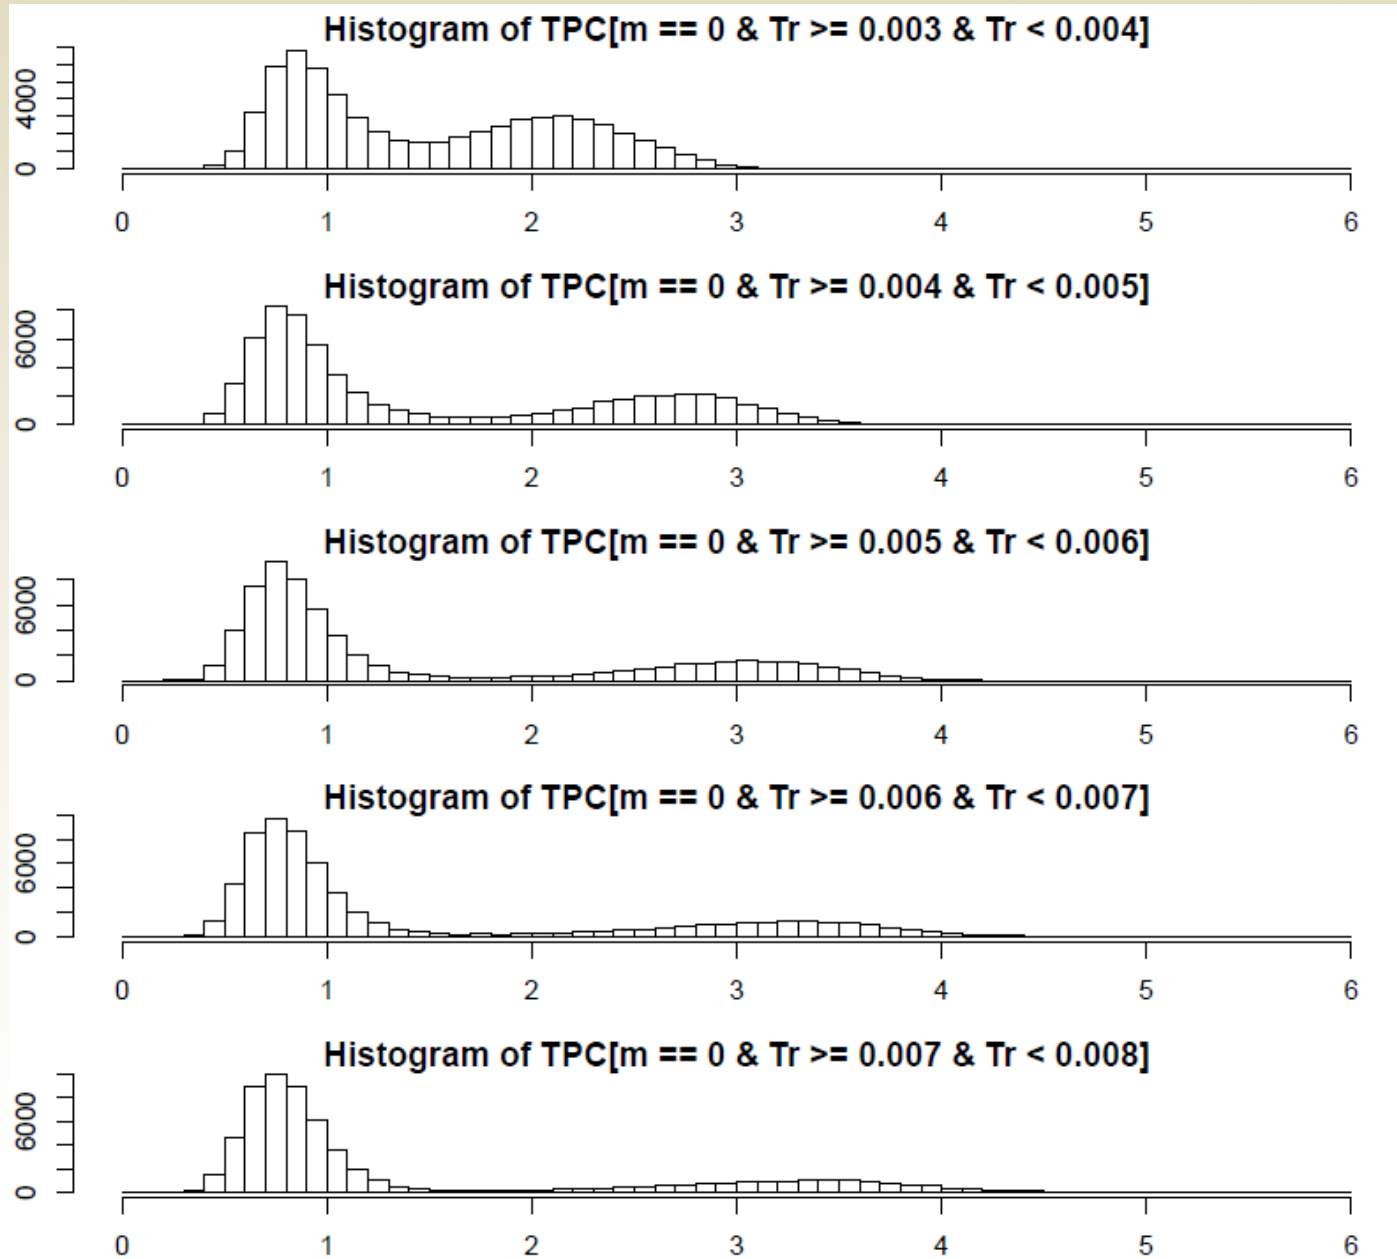 Histogram of TPC[m == 0 & Tr >= 0.003 & Tr < 0.004]
4000
0
0 1 2 3 4 5 6
Histogram of TPC[m == 0 & Tr >= 0.004 & Tr < 0.005]
6000
0
0 1 2 3 4 5 6
Histogram of TPC[m == 0 & Tr >= 0.005 & Tr < 0.006]
6000
0
0 1 2 3 4 5 6
Histogram of TPC[m == 0 & Tr >= 0.006 & Tr < 0.007]
6000
0
0 1 2 3 4 5 6
Histogram of TPC[m == 0 & Tr >= 0.007 & Tr < 0.008]
6000
0
0 1 2 3 4 5 6